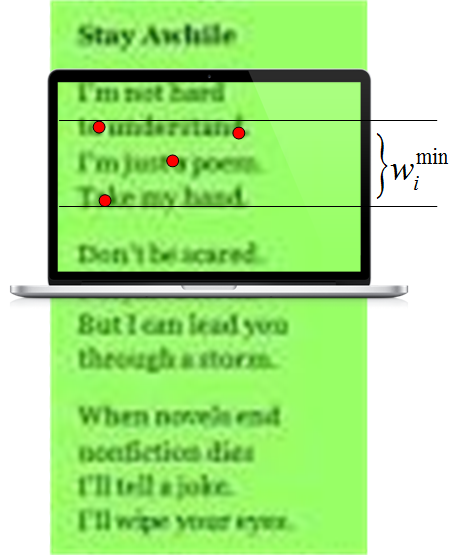 Stay Awhile
I'm not hard
to understand.
I'm just a poem.
Take my hand.
w_i^min
Don't be scared.
But I can lead you
through a storm.
When novels end
nonfiction dies
I'll tell a joke.
I'll wipe your eyes.